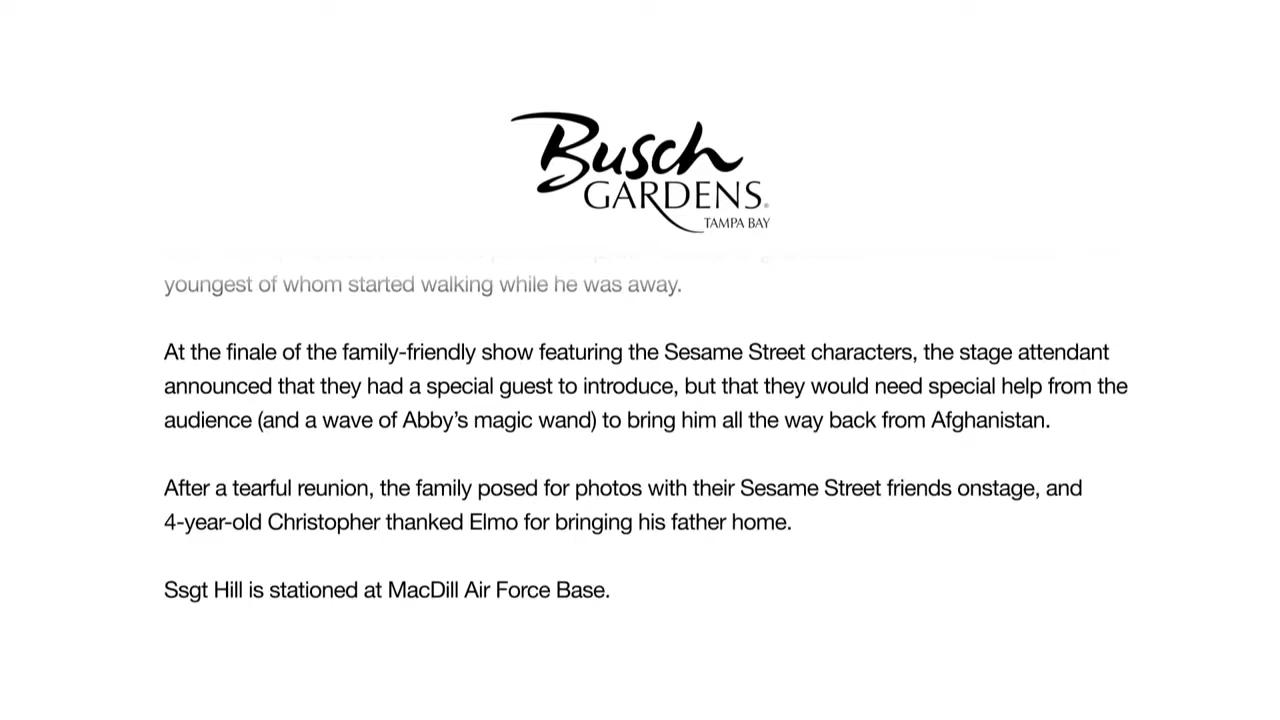 Busch
GARDENS®
TAMPA BAY
youngest of whom started walking while he was away.
At the finale of the family-friendly show featuring the Sesame Street characters, the stage attendant
announced that they had a special guest to introduce, but that they would need special help from the
audience (and a wave of Abby’s magic wand) to bring him all the way back from Afghanistan.
After a tearful reunion, the family posed for photos with their Sesame Street friends onstage, and
4-year-old Christopher thanked Elmo for bringing his father home.
Ssgt Hill is stationed at MacDill Air Force Base.